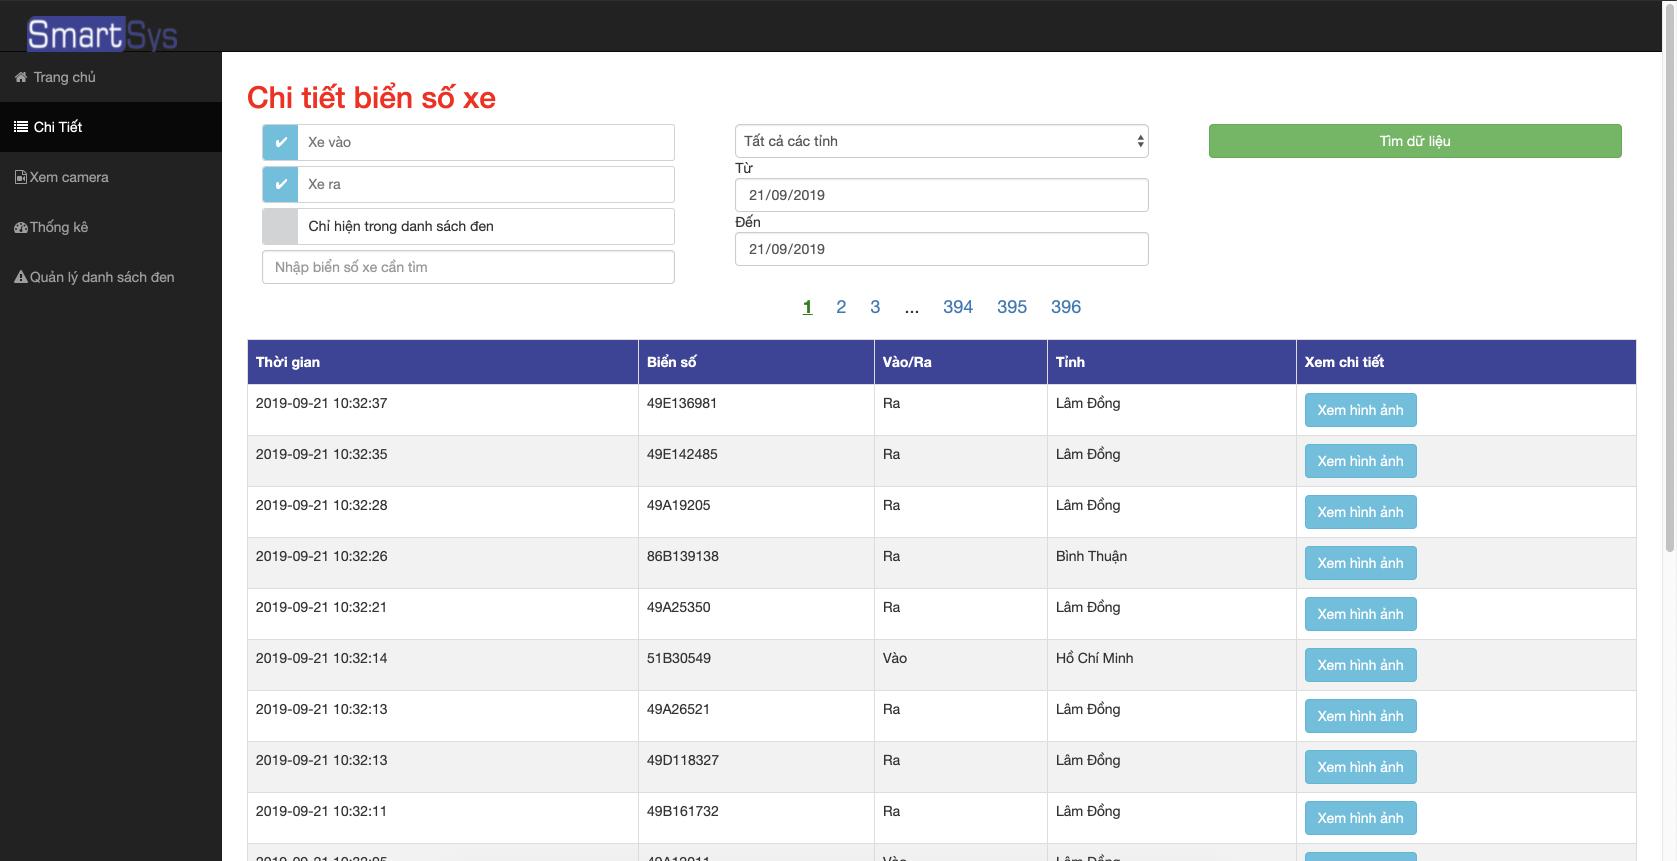 SmartSys
Trang chủ
Chi Tiết
Xem camera
Thống kê
Quản lý danh sách đen
Chi tiết biển số xe
Xe vào
Xe ra
Chỉ hiện trong danh sách đen
Nhập biển số xe cần tìm
Tất cả các tỉnh
Từ
21/09/2019
Đến
21/09/2019
Tìm dữ liệu
1 2 3 ... 394 395 396
Thời gian Biển số Vào/Ra Tỉnh Xem chi tiết
2019-09-21 10:32:37 49E136981 Ra Lâm Đồng Xem hình ảnh
2019-09-21 10:32:35 49E142485 Ra Lâm Đồng Xem hình ảnh
2019-09-21 10:32:28 49A19205 Ra Lâm Đồng Xem hình ảnh
2019-09-21 10:32:26 86B139138 Ra Bình Thuận Xem hình ảnh
2019-09-21 10:32:21 49A25350 Ra Lâm Đồng Xem hình ảnh
2019-09-21 10:32:14 51B30549 Vào Hồ Chí Minh Xem hình ảnh
2019-09-21 10:32:13 49A26521 Ra Lâm Đồng Xem hình ảnh
2019-09-21 10:32:13 49D118327 Ra Lâm Đồng Xem hình ảnh
2019-09-21 10:32:11 49B161732 Ra Lâm Đồng Xem hình ảnh